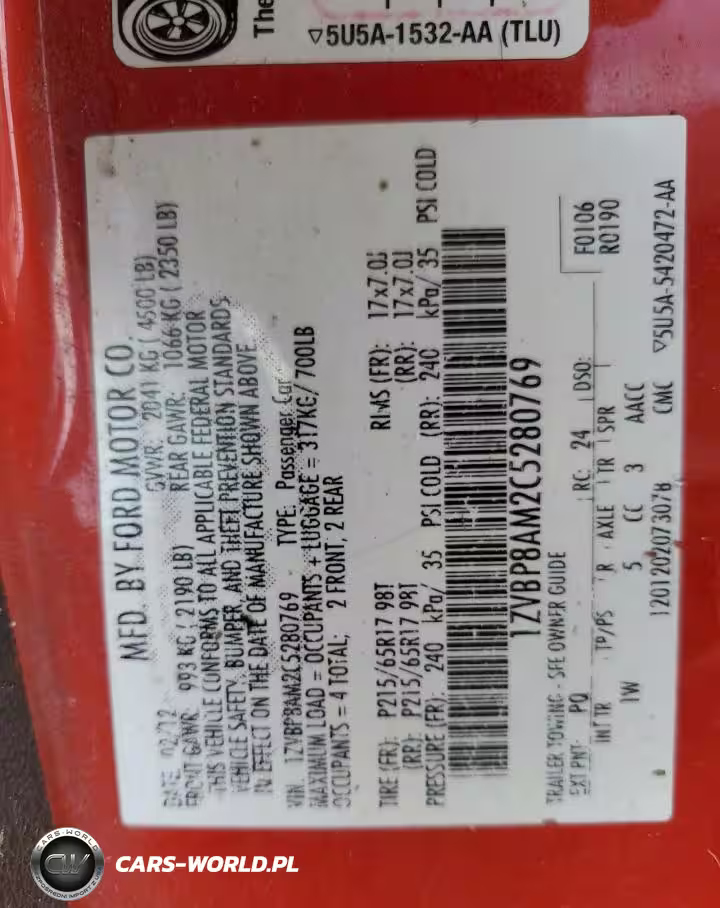 The
▽5U5A-1532-AA (TLU)
MFD. BY FORD MOTOR CO.
DATE: 02/12 GVWR: 2041 KG ( 4500 LB)
FRONT GAWR: 993 KG ( 2190 LB) REAR GAWR: 1066 KG ( 2350 LB)
THIS VEHICLE CONFORMS TO ALL APPLICABLE FEDERAL MOTOR
VEHICLE SAFETY, BUMPER, AND THEFT PREVENTION STANDARDS
IN EFFECT ON THE DATE OF MANUFACTURE SHOWN ABOVE.
VIN: 1ZVBP8AM2C5280769 TYPE: Passenger Car
MAXIMUM LOAD = OCCUPANTS + LUGGAGE = 317KG/ 700LB
OCCUPANTS = 4 TOTAL; 2 FRONT, 2 REAR
TIRE (FR): P215/65R17 98T RIMS (FR): 17x7.0J
(RR): P215/65R17 98T (RR): 17x7.0J
PRESSURE (FR): 240 kPa/ 35 PSI COLD (RR): 240 kPa/ 35 PSI COLD
1ZVBP8AM2C5280769
TRAILER TOWING - SEE OWNER GUIDE F0106
R0190
EXT PNT: PQ RC: 24 DSO:
INT TR TP/PS R AXLE TR SPR
1W 5 CC 3 AACC
12012020730?8 CMC ▽5U5A-5420472-AA
CARS-WORLD.PL
CARS-WORLD
CW